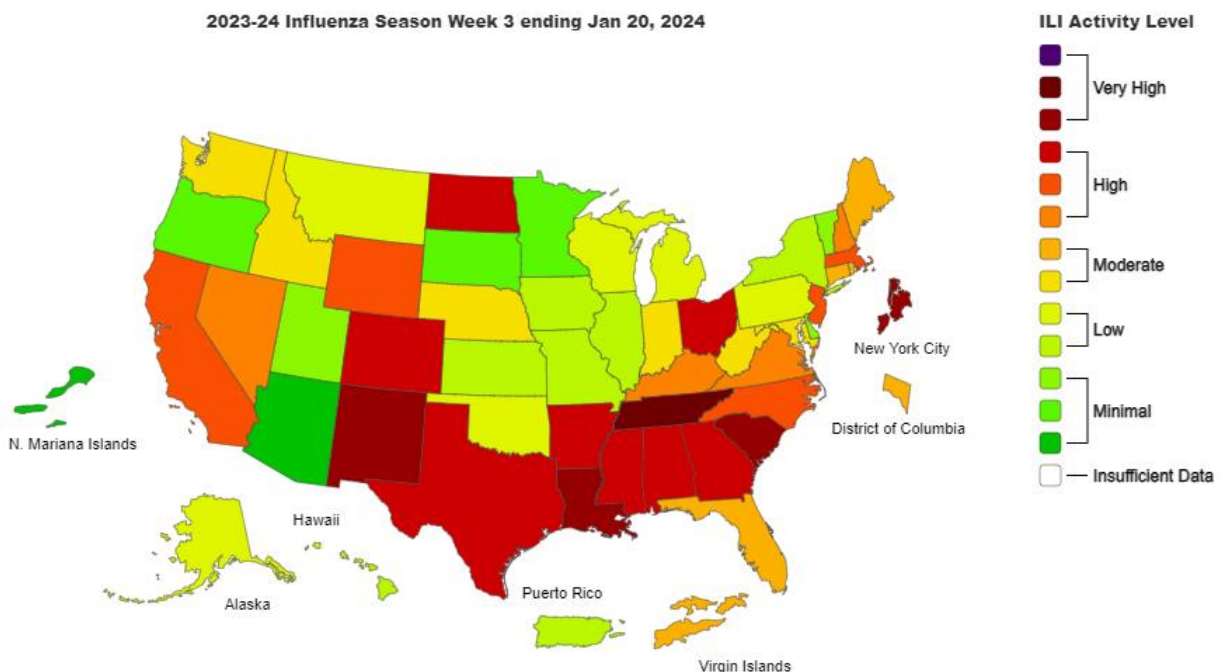 2023-24 Influenza Season Week 3 ending Jan 20, 2024
ILI Activity Level
Very High
High
Moderate
Low
New York City
Minimal
District of Columbia
N. Mariana Islands
Insufficient Data
Hawaii
Alaska
Puerto Rico
Virgin Islands